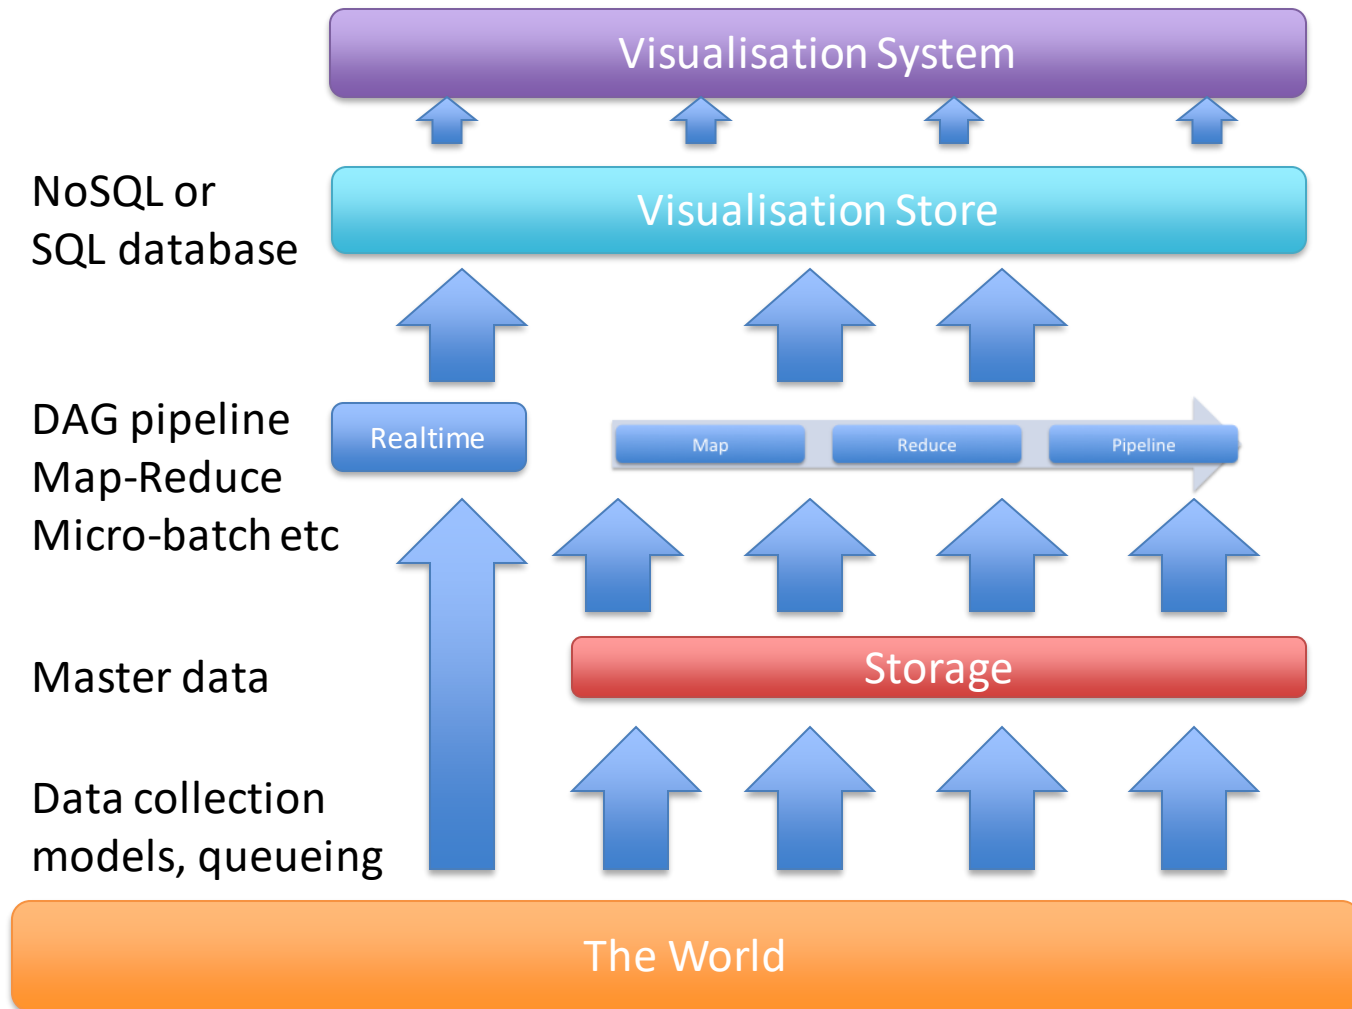 Visualisation System
NoSQL or
SQL database
Visualisation Store
DAG pipeline
Map-Reduce
Micro-batch etc
Realtime
Map
Reduce
Pipeline
Master data
Storage
Data collection
models, queueing
The World